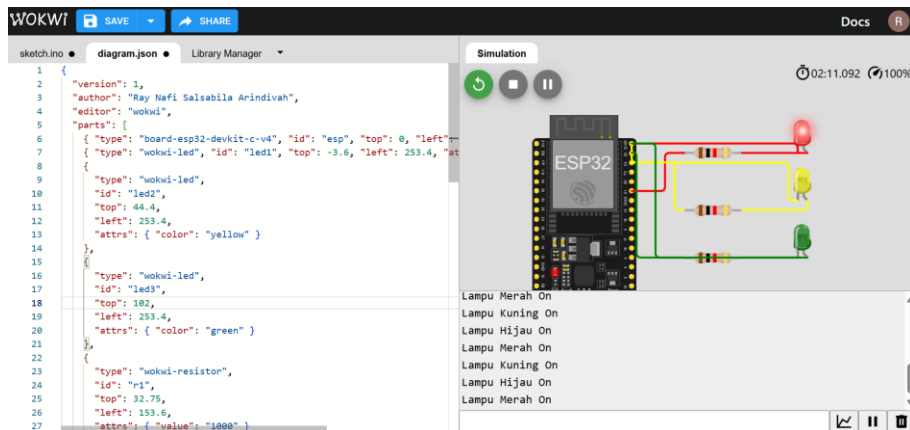 WOKWI SAVE SHARE Docs R
sketch.ino ● diagram.json ● Library Manager
Simulation
02:11.092 100%
1 {
2 "version": 1,
3 "author": "Ray Nafi Salsabila Arindivah",
4 "editor": "wokwi",
5 "parts": [
6 { "type": "board-esp32-devkit-c-v4", "id": "esp", "top": 0, "left":
7 { "type": "wokwi-led", "id": "led1", "top": -3.6, "left": 253.4, "at
8 {
9 "type": "wokwi-led",
10 "id": "led2",
11 "top": 44.4,
12 "left": 253.4,
13 "attrs": { "color": "yellow" }
14 },
15 {
16 "type": "wokwi-led",
17 "id": "led3",
18 "top": 102,
19 "left": 253.4,
20 "attrs": { "color": "green" }
21 },
22 {
23 "type": "wokwi-resistor",
24 "id": "r1",
25 "top": 32.75,
26 "left": 153.6,
27 "attrs": { "value": "1000" }
ESP32
Lampu Merah On
Lampu Kuning On
Lampu Hijau On
Lampu Merah On
Lampu Kuning On
Lampu Hijau On
Lampu Merah On